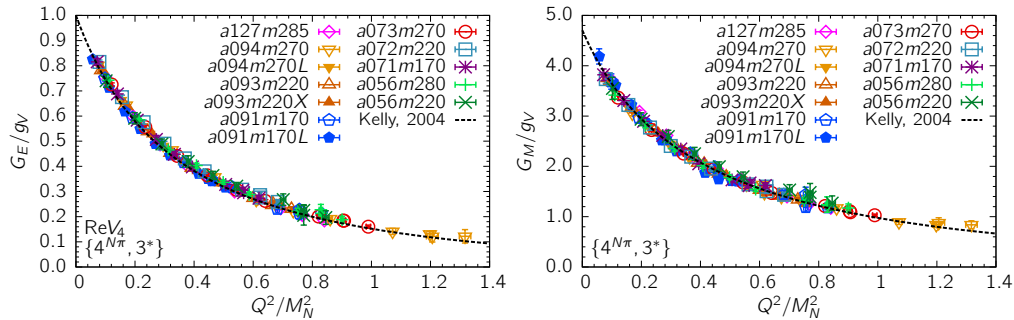 G_E/g_V
1.0
0.9
0.8
0.7
0.6
0.5
0.4
0.3
0.2
0.1
0.0
a127m285
a094m270
a094m270L
a093m220
a093m220X
a091m170
a091m170L
a073m270
a072m220
a071m170
a056m280
a056m220
Kelly, 2004
ReV_4
{4^{Nπ}, 3^*}
0 0.2 0.4 0.6 0.8 1.0 1.2 1.4
Q^2/M_N^2
G_M/g_V
5.0
4.0
3.0
2.0
1.0
0.0
a127m285
a094m270
a094m270L
a093m220
a093m220X
a091m170
a091m170L
a073m270
a072m220
a071m170
a056m280
a056m220
Kelly, 2004
{4^{Nπ}, 3^*}
0 0.2 0.4 0.6 0.8 1.0 1.2 1.4
Q^2/M_N^2